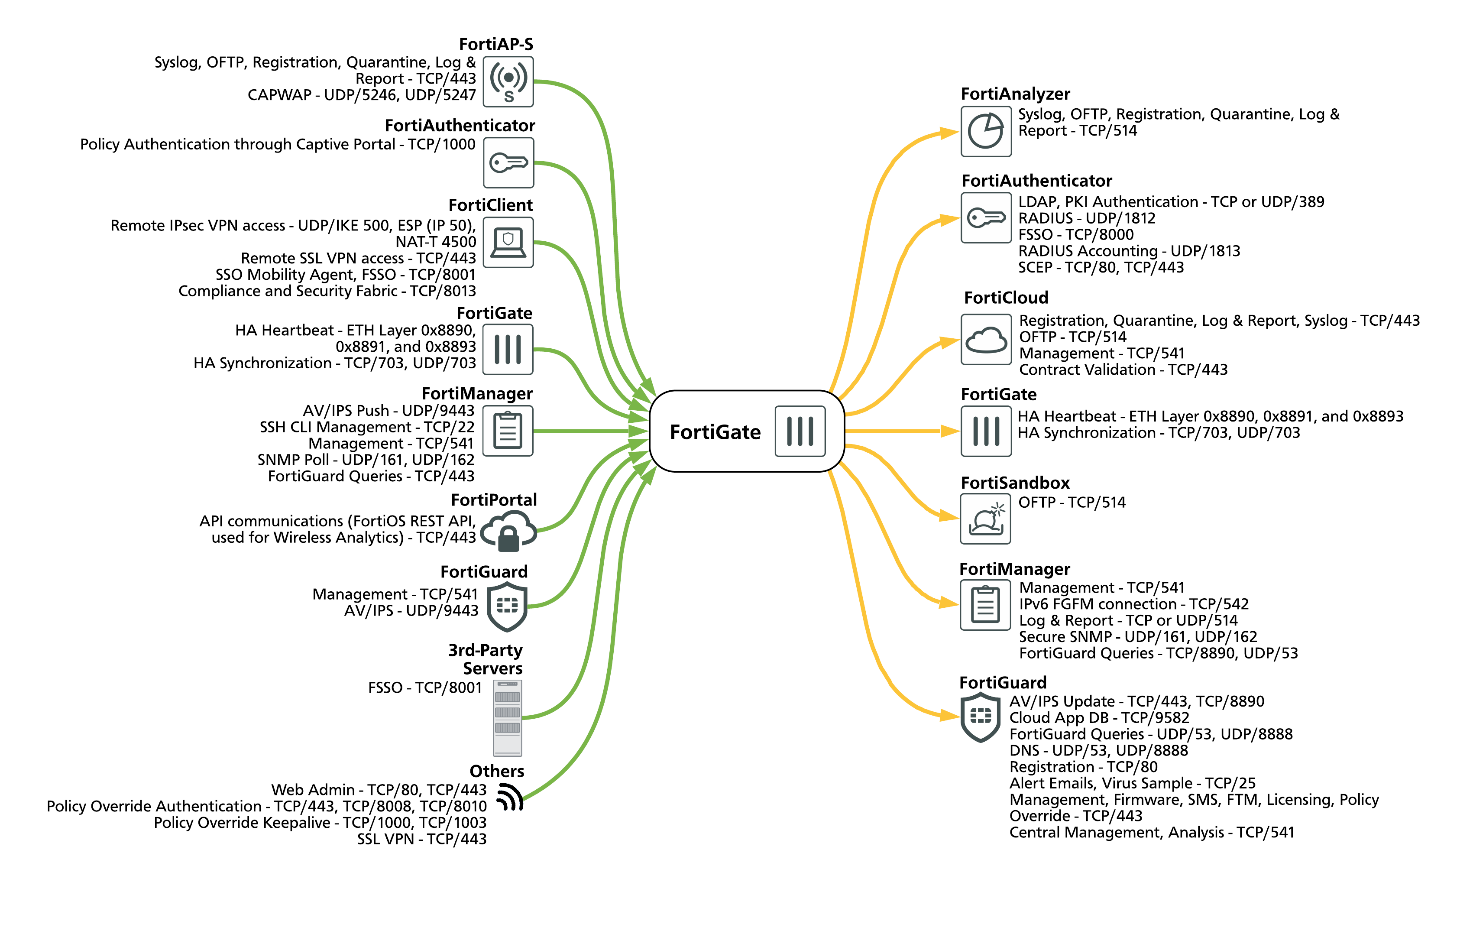 FortiAP-S
Syslog, OFTP, Registration, Quarantine, Log &
Report - TCP/443
CAPWAP - UDP/5246, UDP/5247
S
FortiAuthenticator
Policy Authentication through Captive Portal - TCP/1000
FortiClient
Remote IPsec VPN access - UDP/IKE 500, ESP (IP 50),
NAT-T 4500
Remote SSL VPN access - TCP/443
SSO Mobility Agent, FSSO - TCP/8001
Compliance and Security Fabric - TCP/8013
FortiGate
HA Heartbeat - ETH Layer 0x8890,
0x8891, and 0x8893
HA Synchronization - TCP/703, UDP/703
FortiManager
AV/IPS Push - UDP/9443
SSH CLI Management - TCP/22
Management - TCP/541
SNMP Poll - UDP/161, UDP/162
FortiGuard Queries - TCP/443
FortiPortal
API communications (FortiOS REST API,
used for Wireless Analytics) - TCP/443
FortiGuard
Management - TCP/541
AV/IPS - UDP/9443
3rd-Party
Servers
FSSO - TCP/8001
Others
Web Admin - TCP/80, TCP/443
Policy Override Authentication - TCP/443, TCP/8008, TCP/8010
Policy Override Keepalive - TCP/1000, TCP/1003
SSL VPN - TCP/443
FortiGate
FortiAnalyzer
Syslog, OFTP, Registration, Quarantine, Log &
Report - TCP/514
FortiAuthenticator
LDAP, PKI Authentication - TCP or UDP/389
RADIUS - UDP/1812
FSSO - TCP/8000
RADIUS Accounting - UDP/1813
SCEP - TCP/80, TCP/443
FortiCloud
Registration, Quarantine, Log & Report, Syslog - TCP/443
OFTP - TCP/514
Management - TCP/541
Contract Validation - TCP/443
FortiGate
HA Heartbeat - ETH Layer 0x8890, 0x8891, and 0x8893
HA Synchronization - TCP/703, UDP/703
FortiSandbox
OFTP - TCP/514
FortiManager
Management - TCP/541
IPv6 FGFM connection - TCP/542
Log & Report - TCP or UDP/514
Secure SNMP - UDP/161, UDP/162
FortiGuard Queries - TCP/8890, UDP/53
FortiGuard
AV/IPS Update - TCP/443, TCP/8890
Cloud App DB - TCP/9582
FortiGuard Queries - UDP/53, UDP/8888
DNS - UDP/53, UDP/8888
Registration - TCP/80
Alert Emails, Virus Sample - TCP/25
Management, Firmware, SMS, FTM, Licensing, Policy
Override - TCP/443
Central Management, Analysis - TCP/541